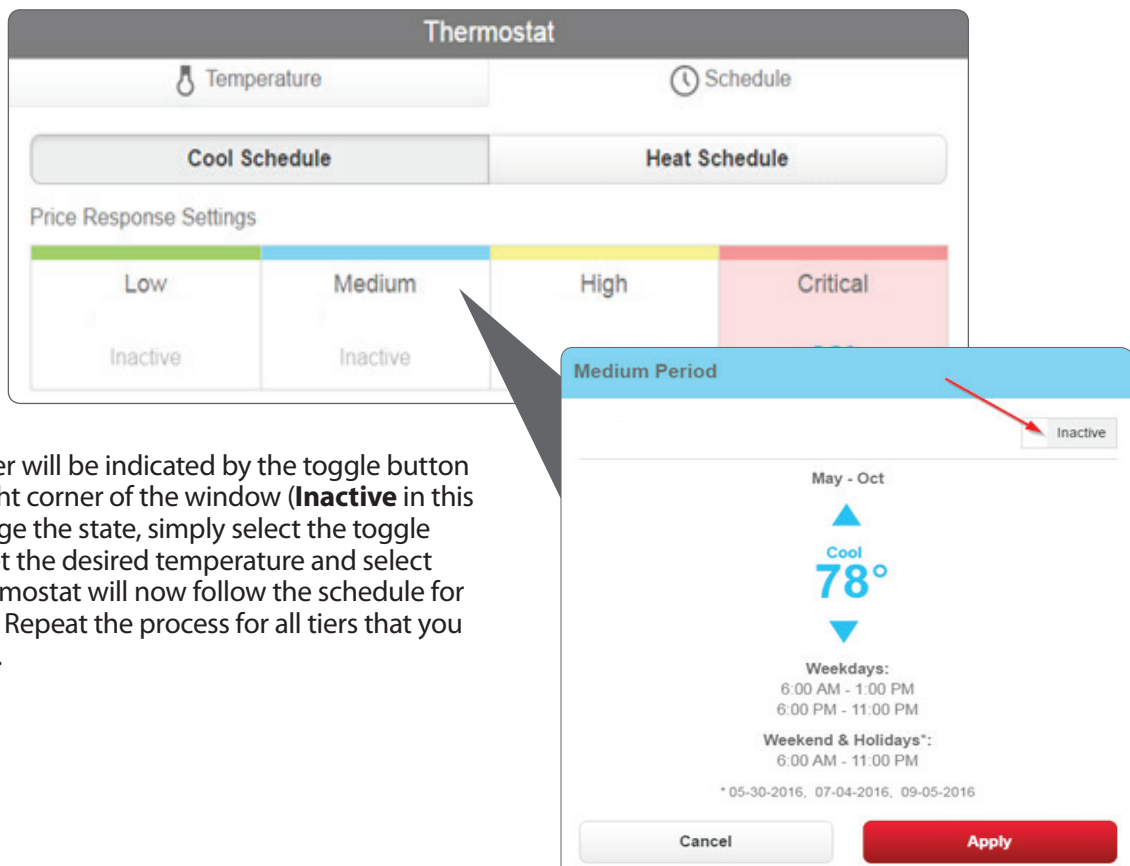 Thermostat
Temperature
Schedule
Cool Schedule
Heat Schedule
Price Response Settings
Low
Medium
High
Critical
Inactive
Inactive
er will be indicated by the toggle button
ht corner of the window (Inactive in this
ge the state, simply select the toggle
et the desired temperature and select
rmostat will now follow the schedule for
Repeat the process for all tiers that you
.
Medium Period
Inactive
May - Oct
Cool
78°
Weekdays:
6:00 AM - 1:00 PM
6:00 PM - 11:00 PM
Weekend & Holidays*:
6:00 AM - 11:00 PM
* 05-30-2016, 07-04-2016, 09-05-2016
Cancel
Apply